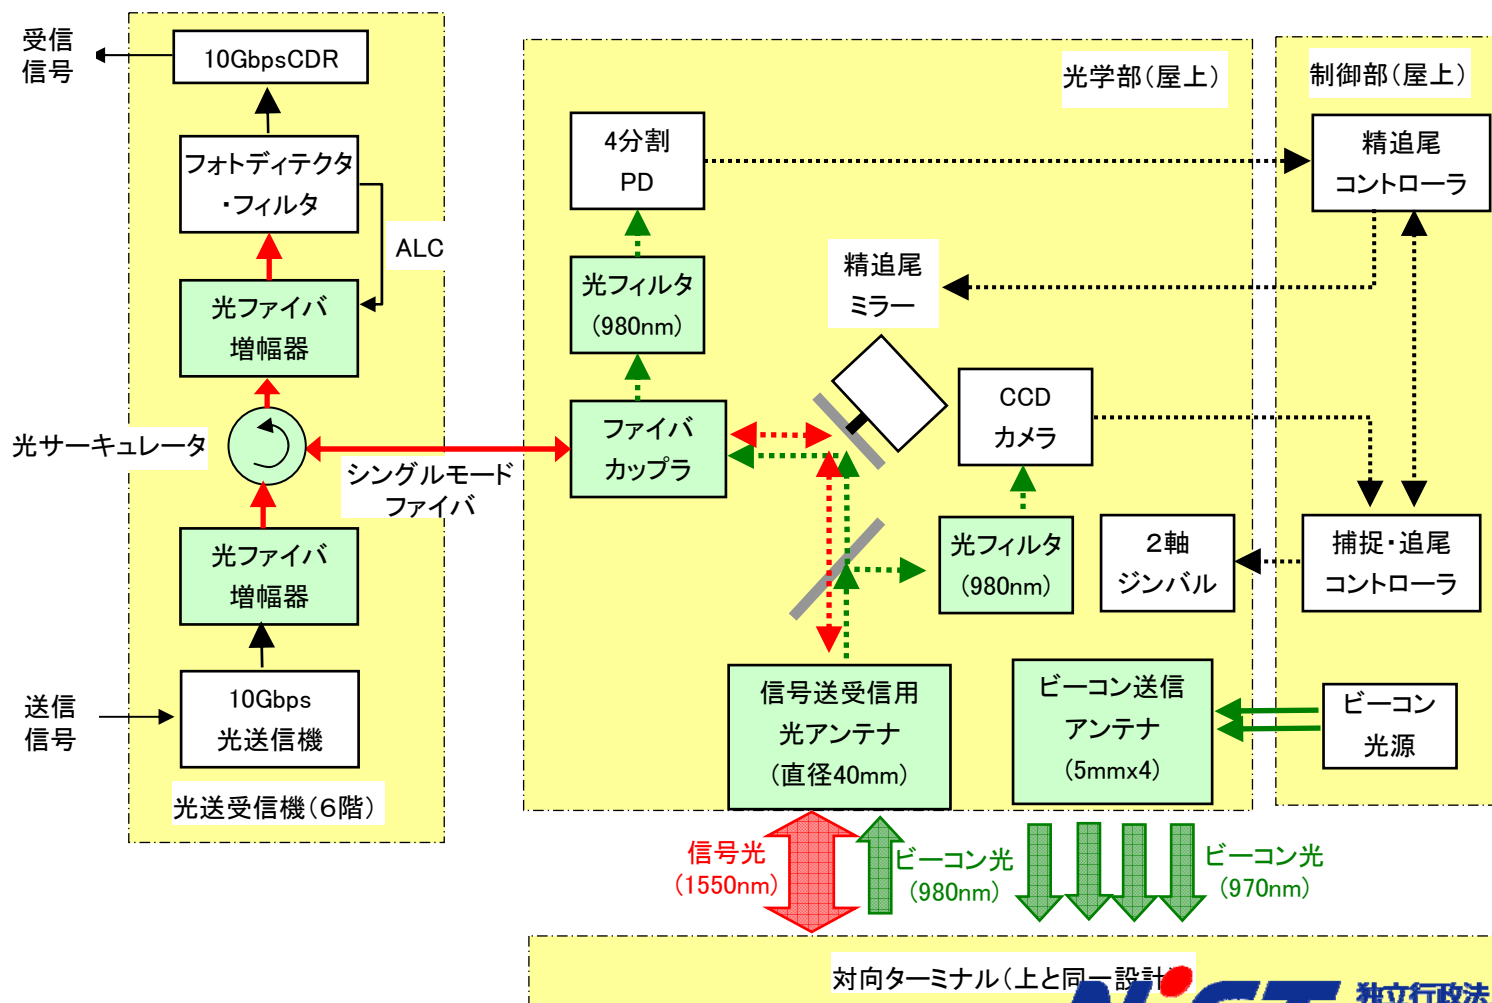 受信
信号
10GbpsCDR
フォトディテクタ
・フィルタ
ALC
光ファイバ
増幅器
光サーキュレータ
シングルモード
ファイバ
光ファイバ
増幅器
送信
信号
10Gbps
光送信機
光送受信機(6階)
光学部(屋上)
4分割
PD
光フィルタ
(980nm)
ファイバ
カップラ
精追尾
ミラー
CCD
カメラ
光フィルタ
(980nm)
2軸
ジンバル
信号送受信用
光アンテナ
(直径40mm)
ビーコン送信
アンテナ
(5mmx4)
制御部(屋上)
精追尾
コントローラ
捕捉・追尾
コントローラ
ビーコン
光源
信号光
(1550nm)
ビーコン光
(980nm)
ビーコン光
(970nm)
対向ターミナル(上と同一設計
NiCT
独立行政法